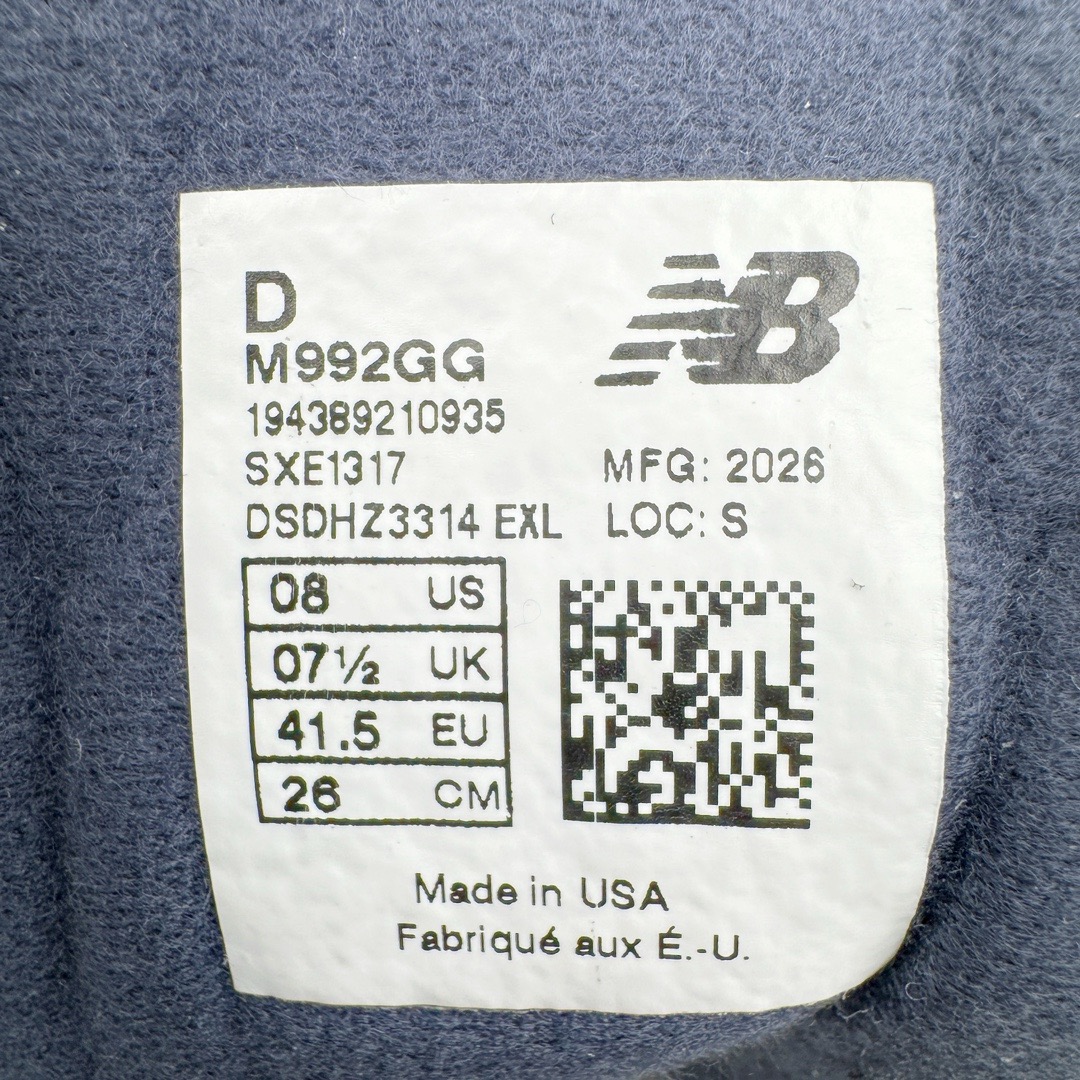 D
NB
M992GG
194389210935
SXE1317 MFG: 2026
DSDHZ3314 EXL LOC: S
08 US
07½ UK
41.5 EU
26 CM
Made in USA
Fabriqué aux É.-U.